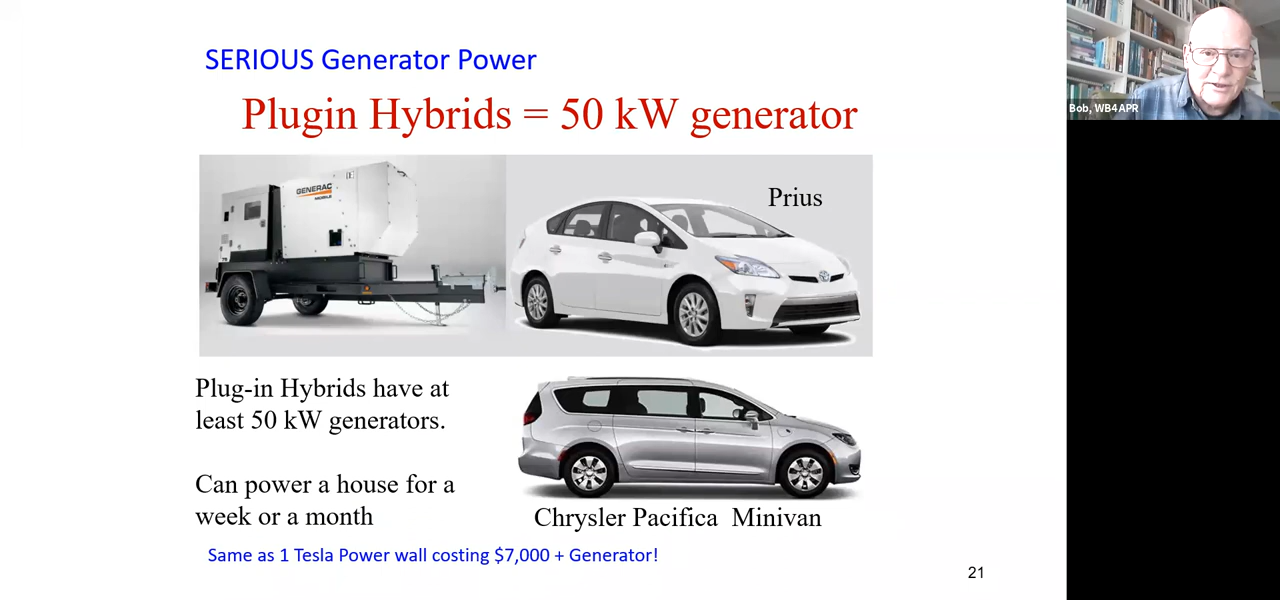 SERIOUS Generator Power
Plugin Hybrids = 50 kW generator
GENERAC
MOBILE
Prius
Plug-in Hybrids have at
least 50 kW generators.
Can power a house for a
week or a month
Chrysler Pacifica Minivan
Same as 1 Tesla Power wall costing $7,000 + Generator!
21
Bob, WB4APR